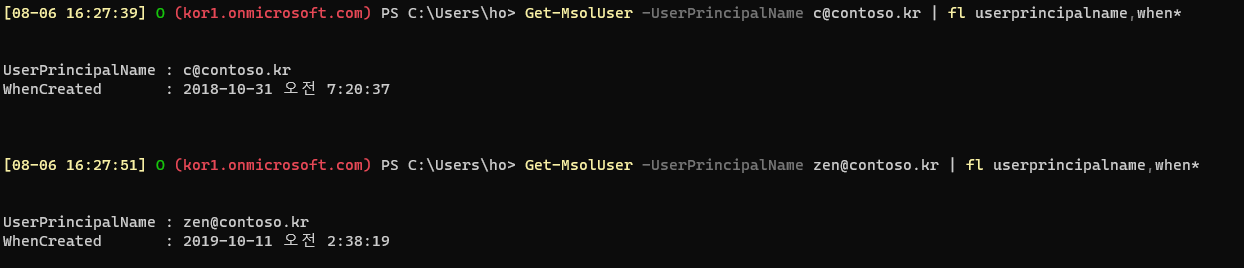 [08-06 16:27:39] O (kor1.onmicrosoft.com) PS C:\Users\ho> Get-MsolUser -UserPrincipalName c@contoso.kr | fl userprincipalname,when*
UserPrincipalName : c@contoso.kr
WhenCreated       : 2018-10-31 오전 7:20:37
[08-06 16:27:51] O (kor1.onmicrosoft.com) PS C:\Users\ho> Get-MsolUser -UserPrincipalName zen@contoso.kr | fl userprincipalname,when*
UserPrincipalName : zen@contoso.kr
WhenCreated       : 2019-10-11 오전 2:38:19